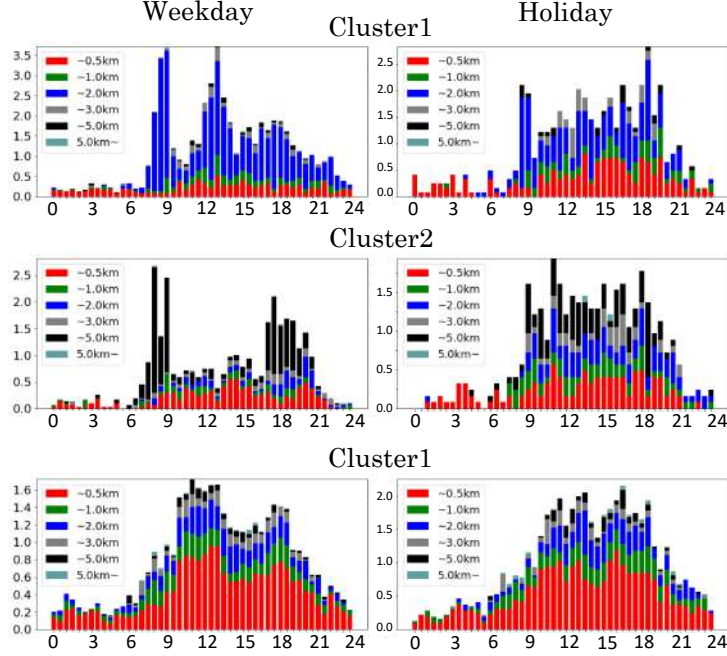 Weekday Holiday
Cluster1
3.5 3.0 2.5 2.0 1.5 1.0 0.5 0.0
~0.5km
~1.0km
~2.0km
~3.0km
~5.0km
5.0km~
0 3 6 9 12 15 18 21 24
2.5 2.0 1.5 1.0 0.5 0.0
~0.5km
~1.0km
~2.0km
~3.0km
~5.0km
5.0km~
0 3 6 9 12 15 18 21 24
Cluster2
2.5 2.0 1.5 1.0 0.5 0.0
~0.5km
~1.0km
~2.0km
~3.0km
~5.0km
5.0km~
0 3 6 9 12 15 18 21 24
1.5 1.0 0.5 0.0
~0.5km
~1.0km
~2.0km
~3.0km
~5.0km
5.0km~
0 3 6 9 12 15 18 21 24
Cluster1
1.6 1.4 1.2 1.0 0.8 0.6 0.4 0.2 0.0
~0.5km
~1.0km
~2.0km
~3.0km
~5.0km
5.0km~
0 3 6 9 12 15 18 21 24
2.0 1.5 1.0 0.5 0.0
~0.5km
~1.0km
~2.0km
~3.0km
~5.0km
5.0km~
0 3 6 9 12 15 18 21 24